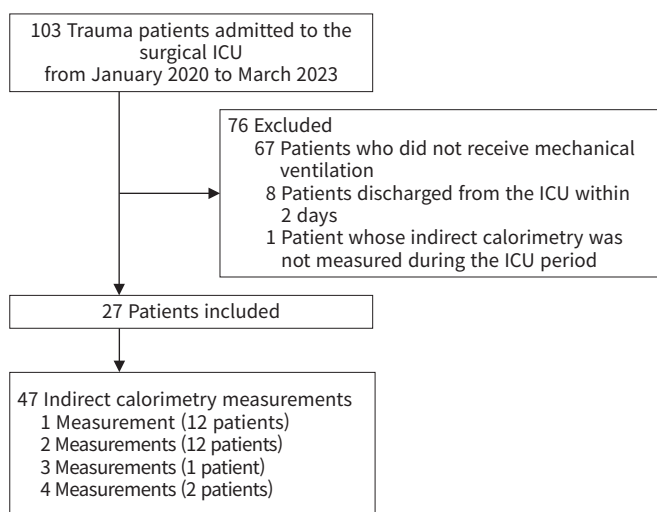 103 Trauma patients admitted to the
surgical ICU
from January 2020 to March 2023
76 Excluded
67 Patients who did not receive mechanical
ventilation
8 Patients discharged from the ICU within
2 days
1 Patient whose indirect calorimetry was
not measured during the ICU period
27 Patients included
47 Indirect calorimetry measurements
1 Measurement (12 patients)
2 Measurements (12 patients)
3 Measurements (1 patient)
4 Measurements (2 patients)